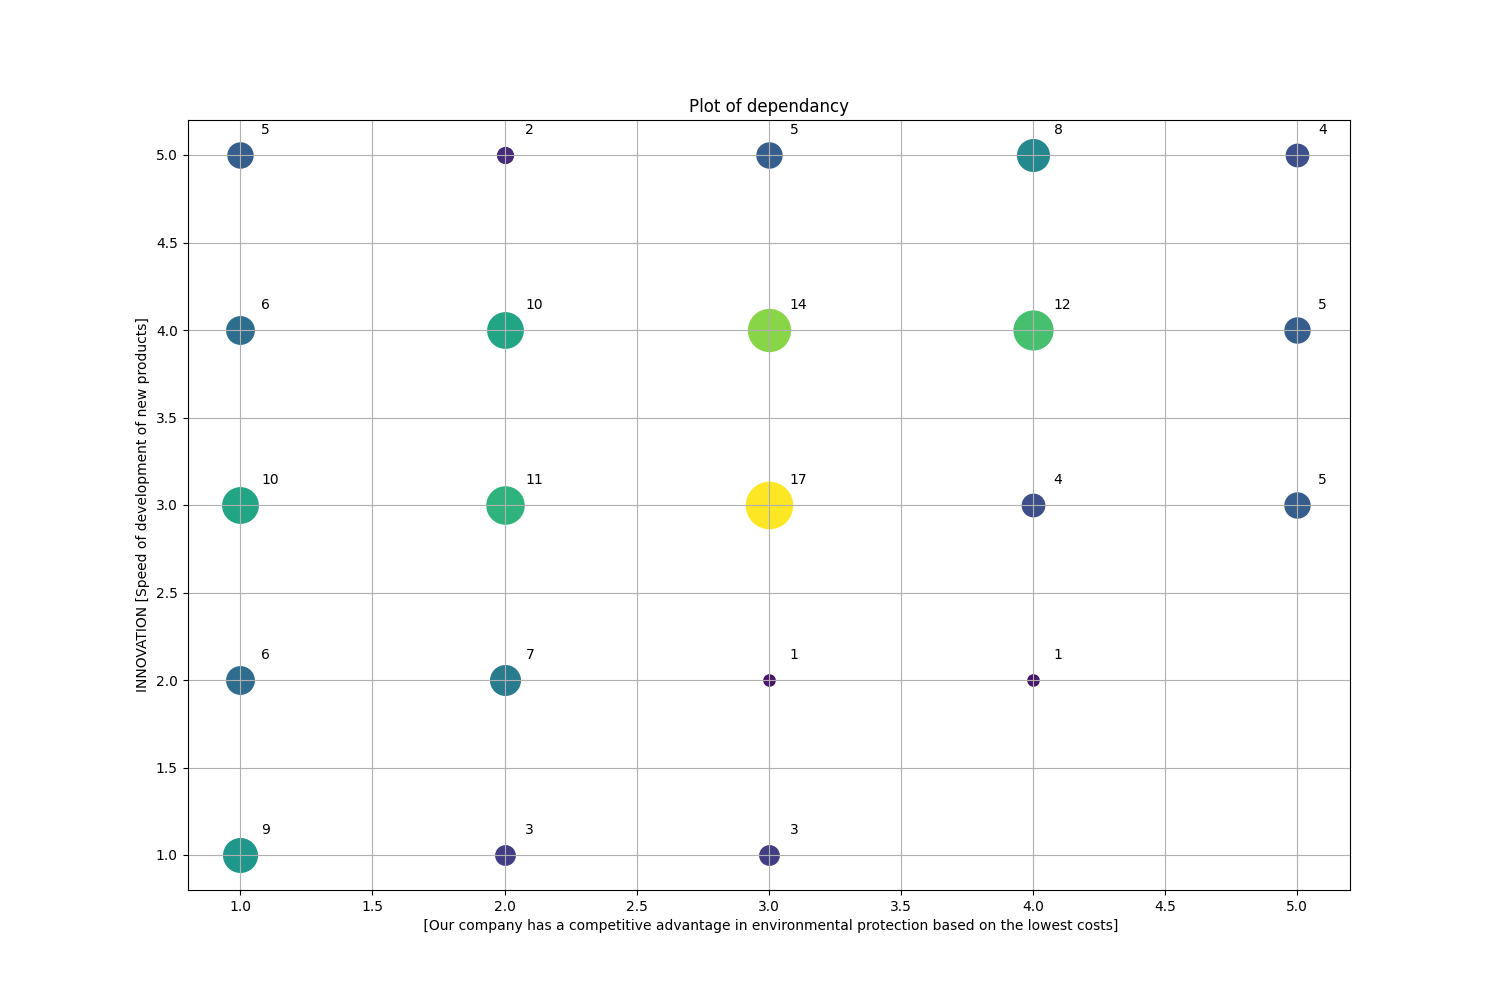 Plot of dependancy
5 2 5 8 4
5.0
4.5
6 10 14 12 5
4.0
3.5
10 11 17 4 5
3.0
2.5
6 7 1 1
2.0
1.5
9 3 3
1.0
INNOVATION [Speed of development of new products]
1.0 1.5 2.0 2.5 3.0 3.5 4.0 4.5 5.0
[Our company has a competitive advantage in environmental protection based on the lowest costs]